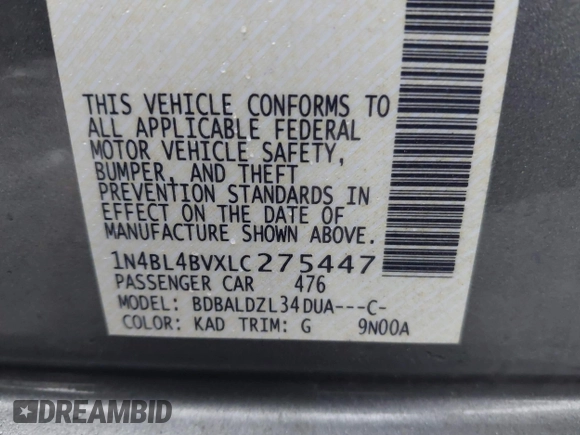 THIS VEHICLE CONFORMS TO
ALL APPLICABLE FEDERAL
MOTOR VEHICLE SAFETY,
BUMPER, AND THEFT
PREVENTION STANDARDS IN
EFFECT ON THE DATE OF
MANUFACTURE SHOWN ABOVE.
1N4BL4BVXLC275447
PASSENGER CAR 476
MODEL: BDBALDZL34DUA---C-
COLOR: KAD TRIM: G 9N00A
DREAMBID